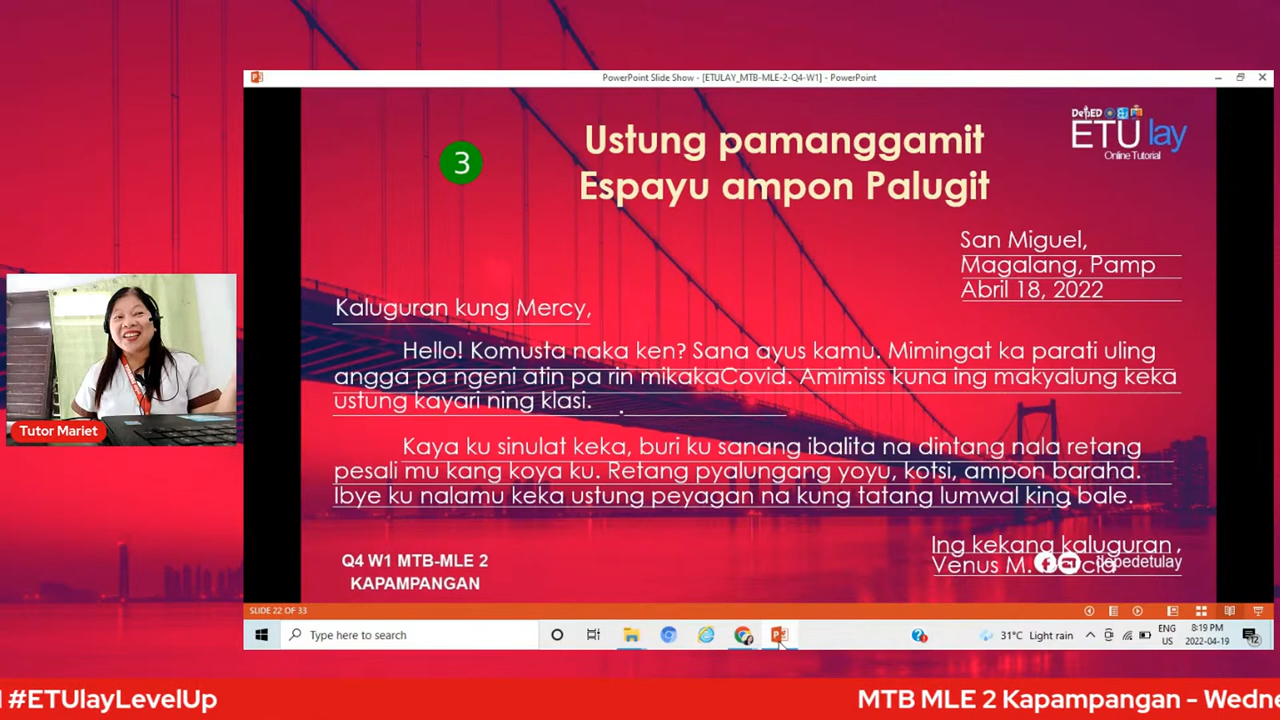 PowerPoint Slide Show - [ETULAY_MTB-MLE-2-Q4-W1] - PowerPoint
DepED
ETUlay
Online Tutorial
3
Ustung pamanggamit
Espayu ampon Palugit
San Miguel,
Magalang, Pamp
Abril 18, 2022
Kaluguran kung Mercy,
Hello! Komusta naka ken? Sana ayus kamu. Mimingat ka parati uling
angga pa ngeni atin pa rin mikakaCovid. Amimiss kuna ing makyalung keka
ustung kayari ning klasi.
Kaya ku sinulat keka, buri ku sanang ibalita na dintang nala retang
pesali mu kang koya ku. Retang pyalungang yoyu, kotsi, ampon baraha.
Ibye ku nalamu keka ustung peyagan na kung tatang lumwal king bale.
Ing kekang kaluguran,
Venus M.
depedetulay
Q4 W1 MTB-MLE 2
KAPAMPANGAN
Tutor Mariet
SLIDE 22 OF 33
Type here to search
31°C Light rain
ENG
US
8:19 PM
2022-04-19
12
#ETUlayLevelUp
MTB MLE 2 Kapampangan - Wedne